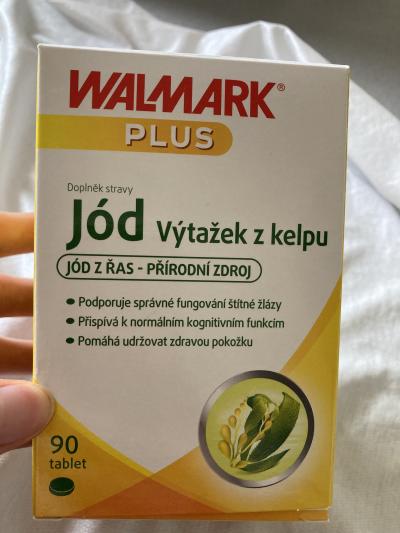 WALMARK®
PLUS
Doplněk stravy
Jód Výtažek z kelpu
JÓD Z ŘAS - PŘÍRODNÍ ZDROJ
• Podporuje správné fungování štítné žlázy
• Přispívá k normálním kognitivním funkcím
• Pomáhá udržovat zdravou pokožku
90
tablet